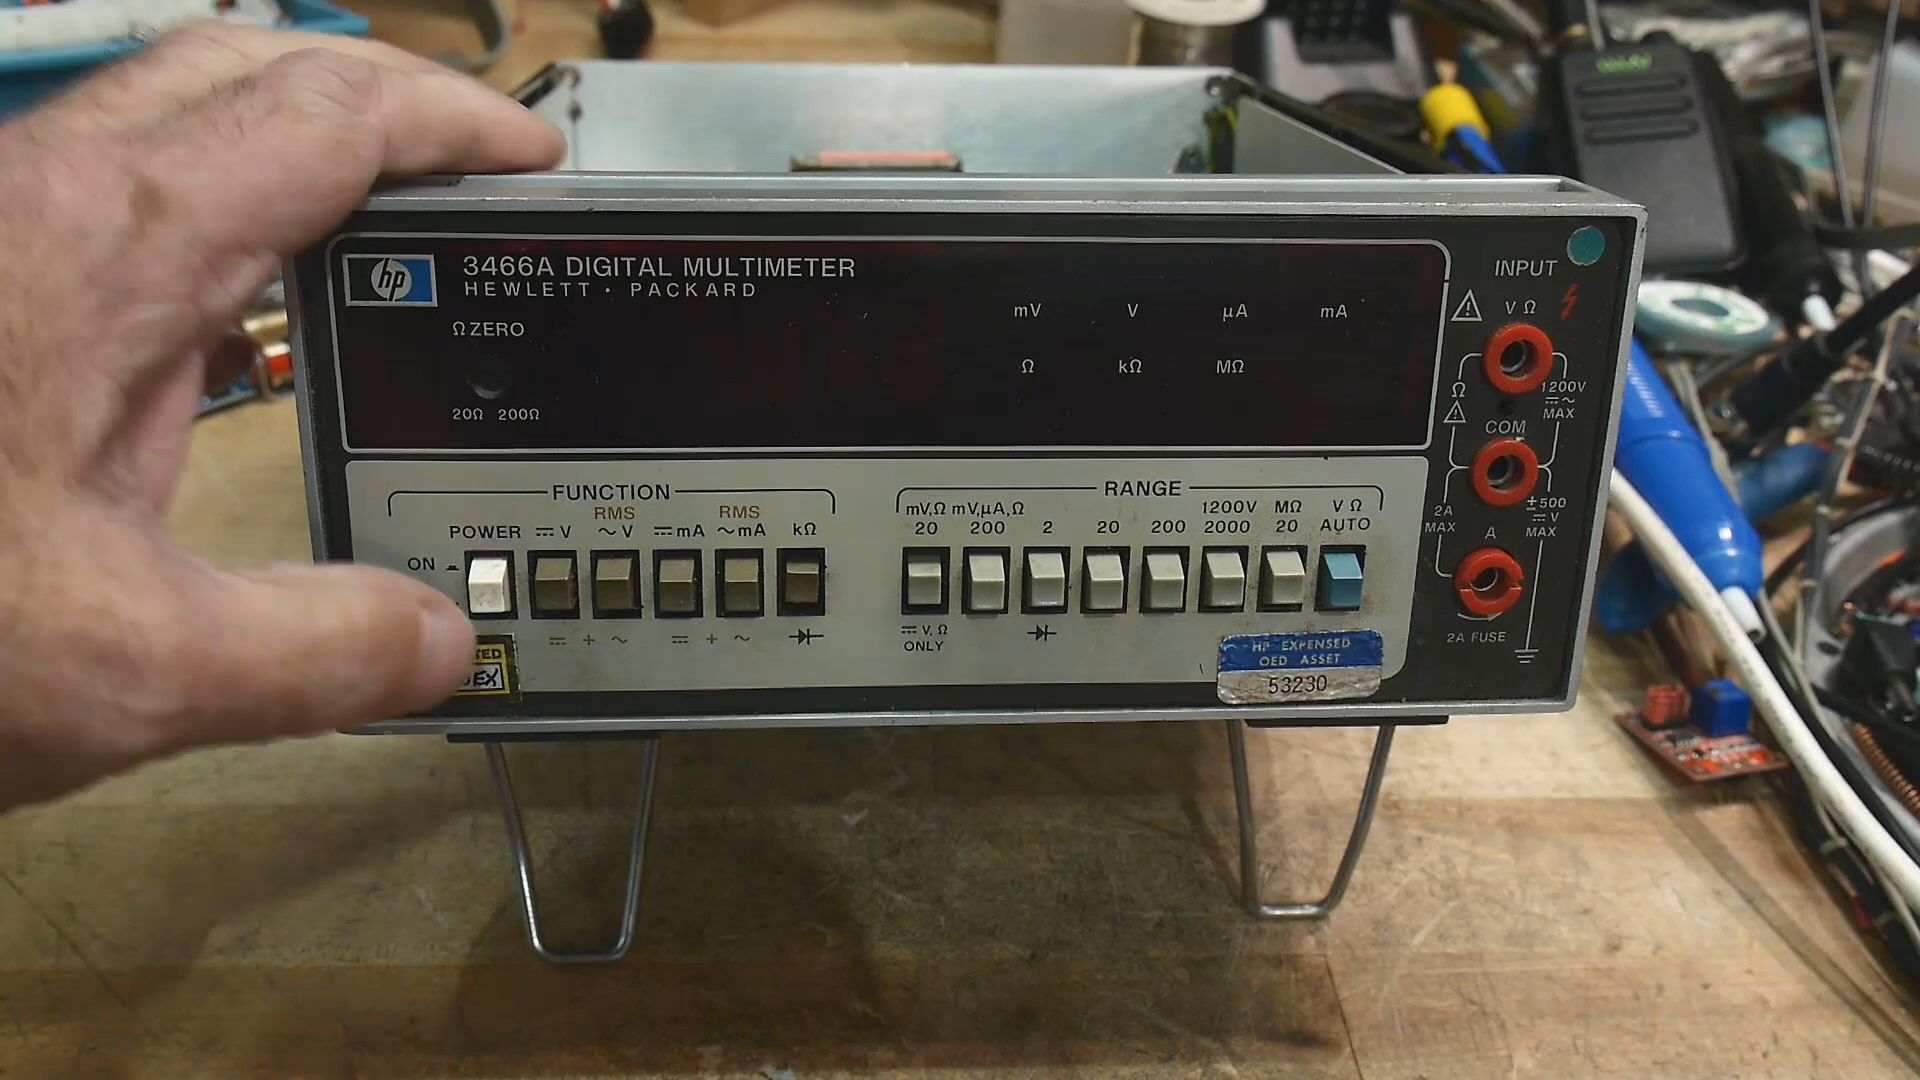 hp
3466A DIGITAL MULTIMETER
HEWLETT · PACKARD
ΩZERO
20Ω 200Ω
mV V µA mA
Ω kΩ MΩ
INPUT
V Ω
Ω
1200V
MAX
COM
2A
MAX
±500
V
MAX
A
2A FUSE
FUNCTION
RMS RMS
POWER ⎓V ~V ⎓mA ~mA kΩ
ON
⎓ + ~ ⎓ + ~
RANGE
mV,Ω mV,µA,Ω 1200V MΩ V Ω
20 200 2 20 200 2000 20 AUTO
⎓V, Ω
ONLY
HP EXPENSED
OED ASSET
53230